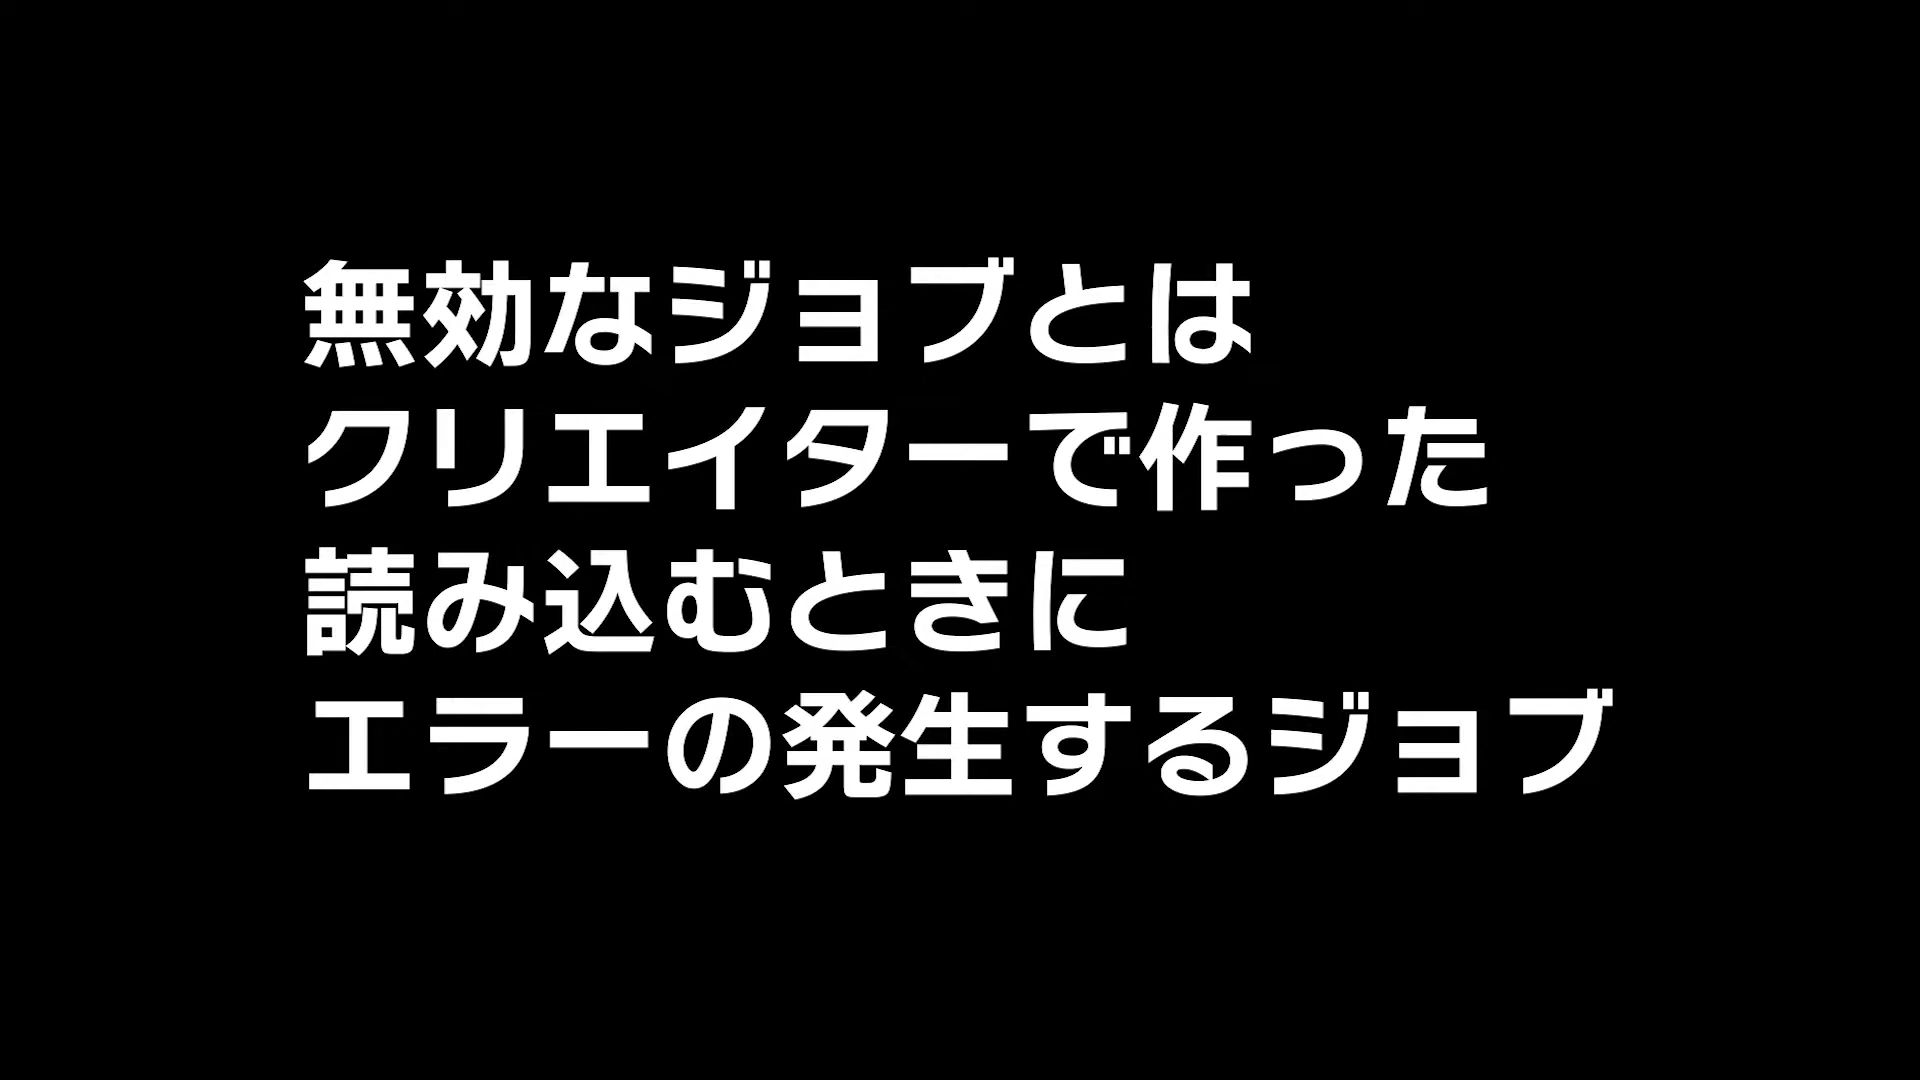 無効なジョブとは
クリエイターで作った
読み込むときに
エラーの発生するジョブ